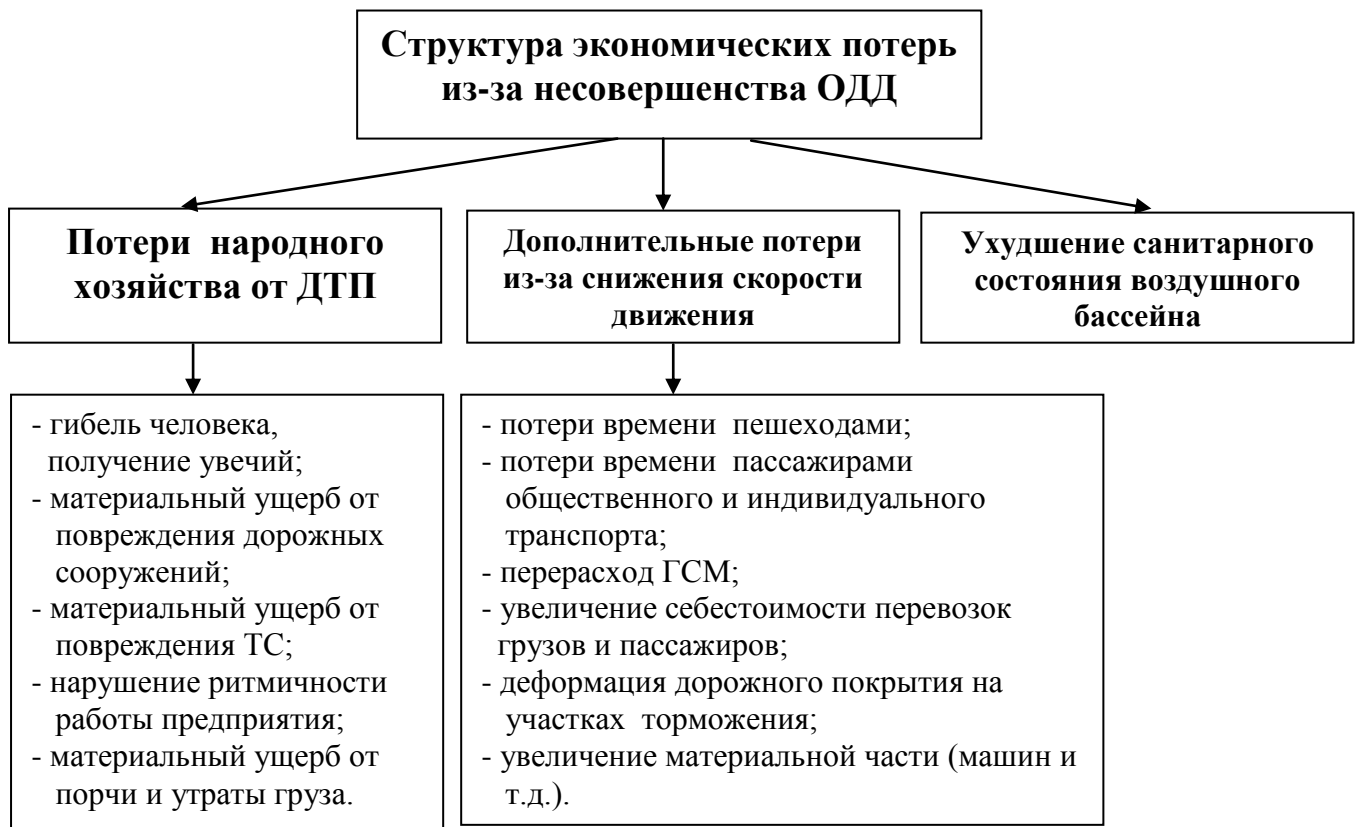 Структура экономических потерь
из-за несовершенства ОДД
Потери народного
хозяйства от ДТП
Дополнительные потери
из-за снижения скорости
движения
Ухудшение санитарного
состояния воздушного
бассейна
- гибель человека,
получение увечий;
- материальный ущерб от
повреждения дорожных
сооружений;
- материальный ущерб от
повреждения ТС;
- нарушение ритмичности
работы предприятия;
- материальный ущерб от
порчи и утраты груза.
- потери времени пешеходами;
- потери времени пассажирами
общественного и индивидуального
транспорта;
- перерасход ГСМ;
- увеличение себестоимости перевозок
грузов и пассажиров;
- деформация дорожного покрытия на
участках торможения;
- увеличение материальной части (машин и
т.д.).